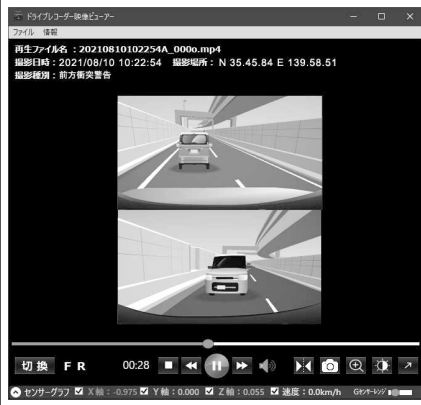 ドライブレコーダー映像ビューアー
ファイル 情報
再生ファイル名 : 20210810102254A_000o.mp4
撮影日時 : 2021/08/10 10:22:54 撮影場所 : N 35.45.84 E 139.58.51
撮影種別 : 前方衝突警告
切換 F R 00:28
センサーグラフ X軸 : -0.975 Y軸 : 0.000 Z軸 : 0.055 速度 : 0.0km/h Gセンサーレンジ